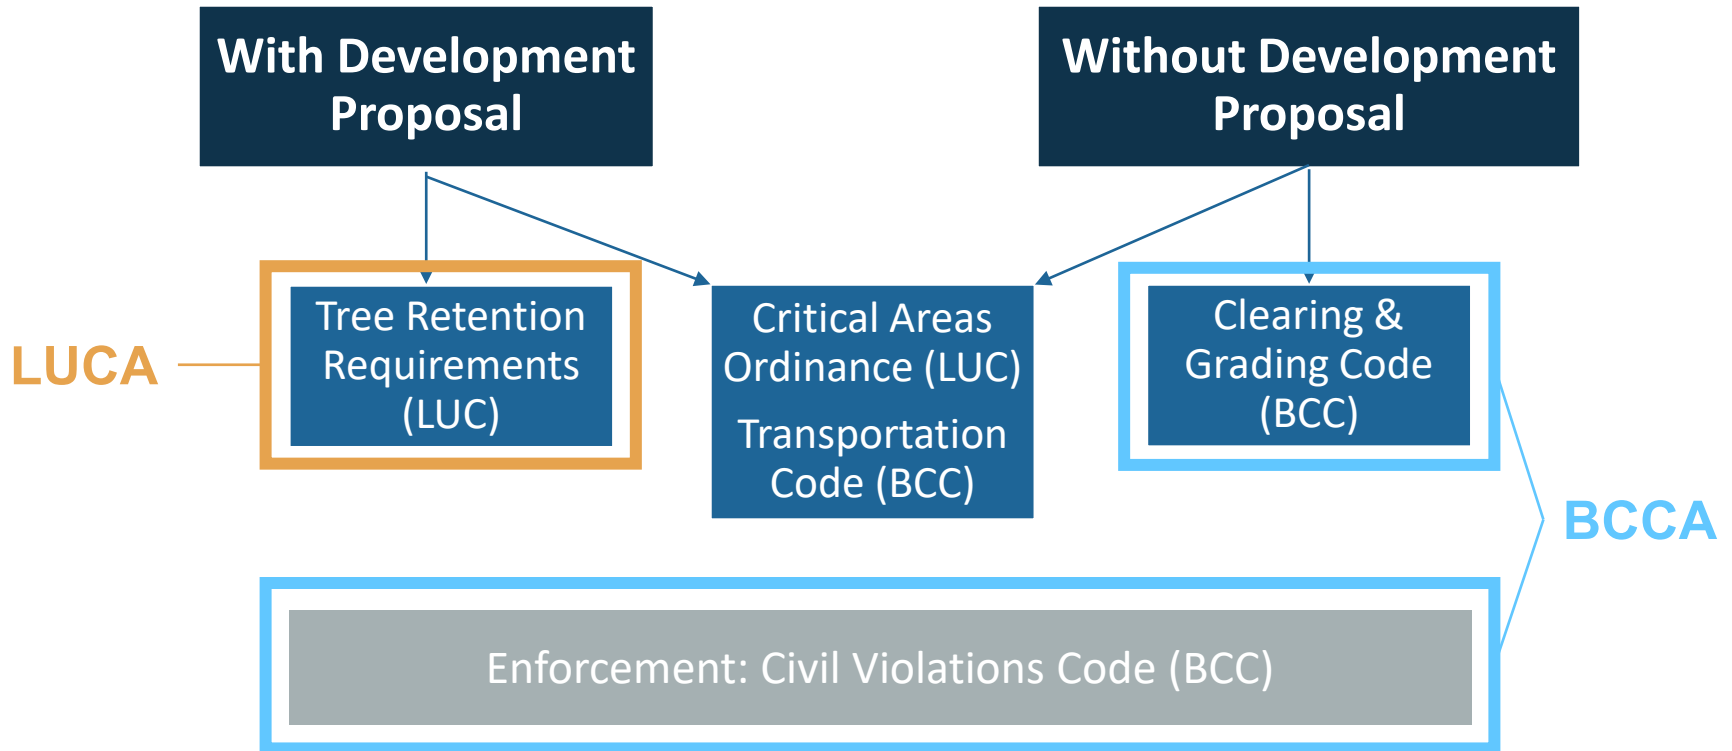 With Development
Proposal
Without Development
Proposal
LUCA
Tree Retention
Requirements
(LUC)
Critical Areas
Ordinance (LUC)
Transportation
Code (BCC)
Clearing &
Grading Code
(BCC)
BCCA
Enforcement: Civil Violations Code (BCC)